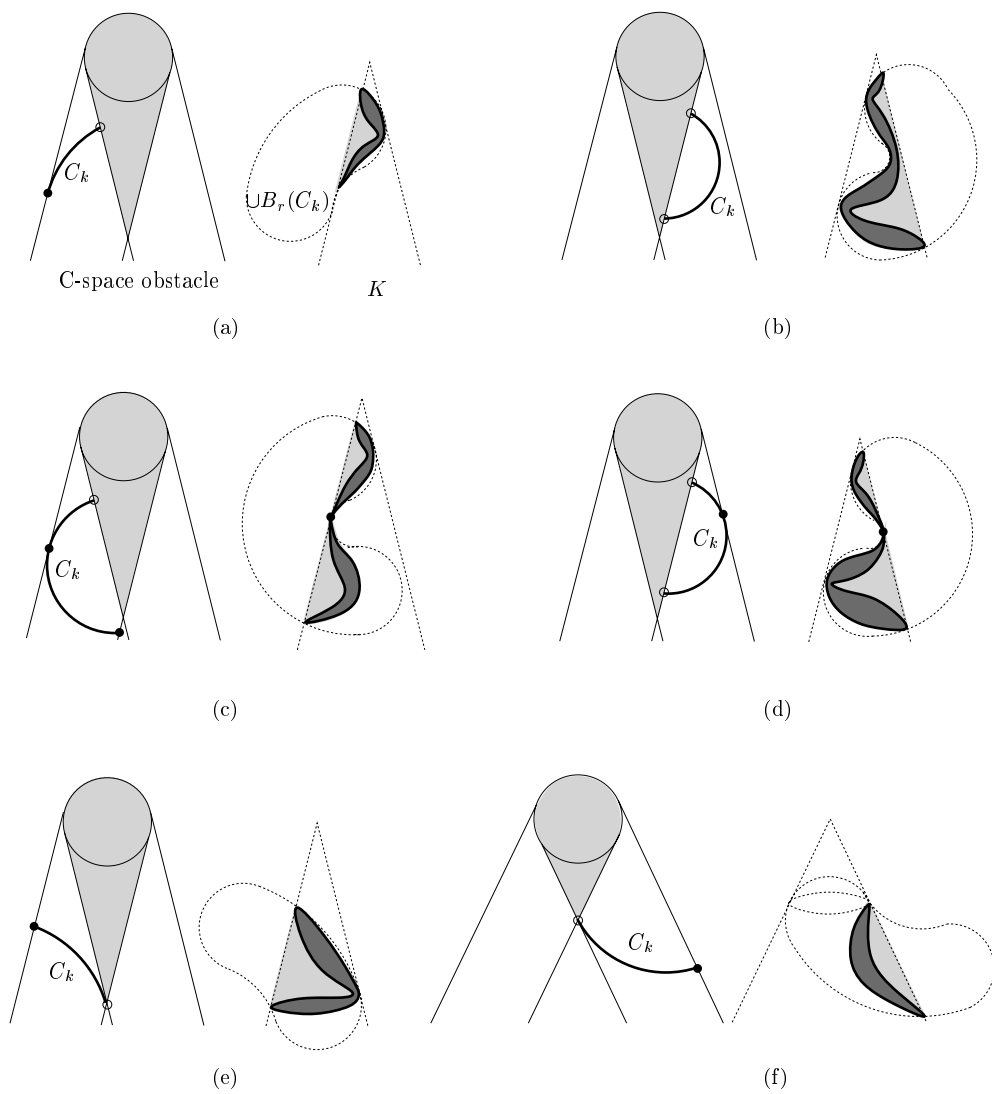 C_k
∪B_r(C_k)
C-space obstacle
K
(a)
C_k
(b)
C_k
(c)
C_k
(d)
C_k
(e)
C_k
(f)